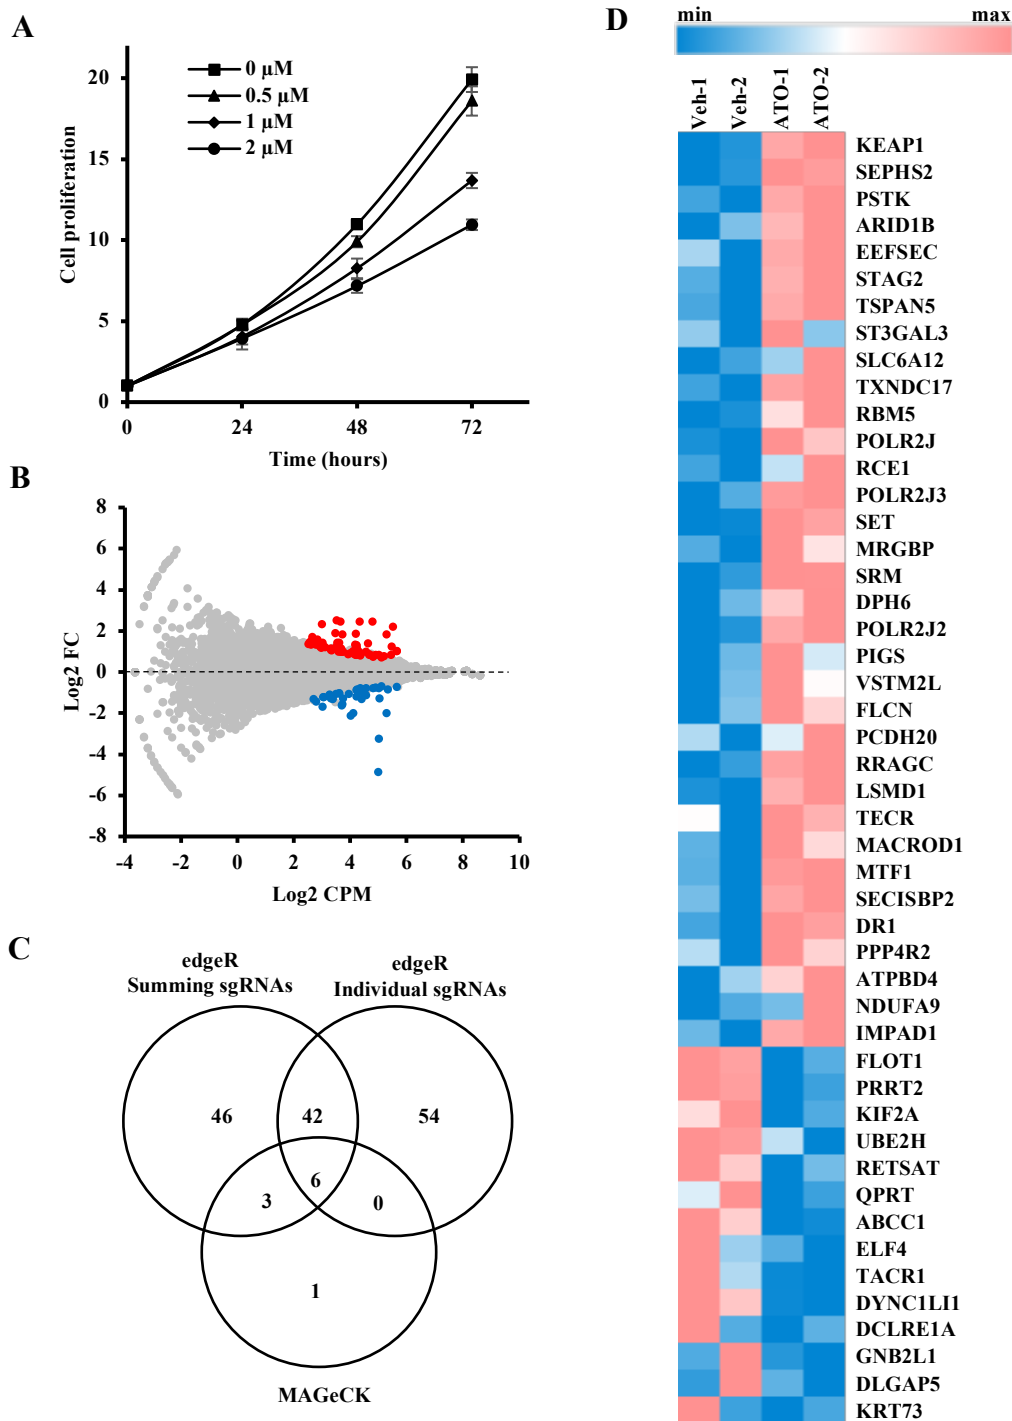 A
20
15
10
5
0
Cell proliferation
0 μM
0.5 μM
1 μM
2 μM
0
24
48
72
Time (hours)
B
8
6
4
2
0
-2
-4
-6
-8
Log2 FC
-4
-2
0
2
4
6
8
10
Log2 CPM
C
edgeR
Summing sgRNAs
edgeR
Individual sgRNAs
46
42
54
6
3
0
1
MAGeCK
D
min
max
Veh-1
Veh-2
ATO-1
ATO-2
KEAP1
SEPHS2
PSTK
ARID1B
EEFSEC
STAG2
TSPAN5
ST3GAL3
SLC6A12
TXNDC17
RBM5
POLR2J
RCE1
POLR2J3
SET
MRGBP
SRM
DPH6
POLR2J2
PIGS
VSTM2L
FLCN
PCDH20
RRAGC
LSMD1
TECR
MACROD1
MTF1
SECISBP2
DR1
PPP4R2
ATPBD4
NDUFA9
IMPAD1
FLOT1
PRRT2
KIF2A
UBE2H
RETSAT
QPRT
ABCC1
ELF4
TACR1
DYNC1LI1
DCLRE1A
GNB2L1
DLGAP5
KRT73